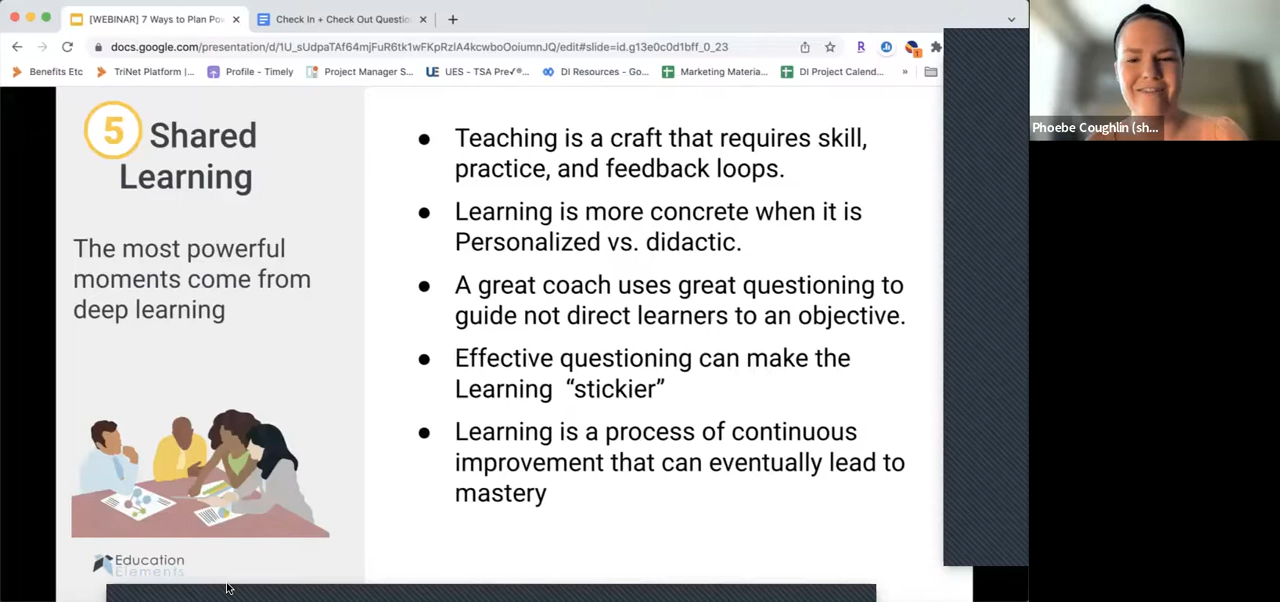 [WEBINAR] 7 Ways to Plan Po
Check In + Check Out Questio
docs.google.com/presentation/d/1U_sUdpaTAf64mjFuR6tk1wFKpRzIA4kcwboOoiumnJQ/edit#slide=id.g13e0c0d1bff_0_23
Benefits Etc
TriNet Platform |...
Profile - Timely
Project Manager S...
UES - TSA Pre✓®...
DI Resources - Go...
Marketing Materia...
DI Project Calend...
5 Shared
Learning
The most powerful
moments come from
deep learning
Education
Elements
● Teaching is a craft that requires skill,
practice, and feedback loops.
● Learning is more concrete when it is
Personalized vs. didactic.
● A great coach uses great questioning to
guide not direct learners to an objective.
● Effective questioning can make the
Learning “stickier”
● Learning is a process of continuous
improvement that can eventually lead to
mastery
Phoebe Coughlin (sh...